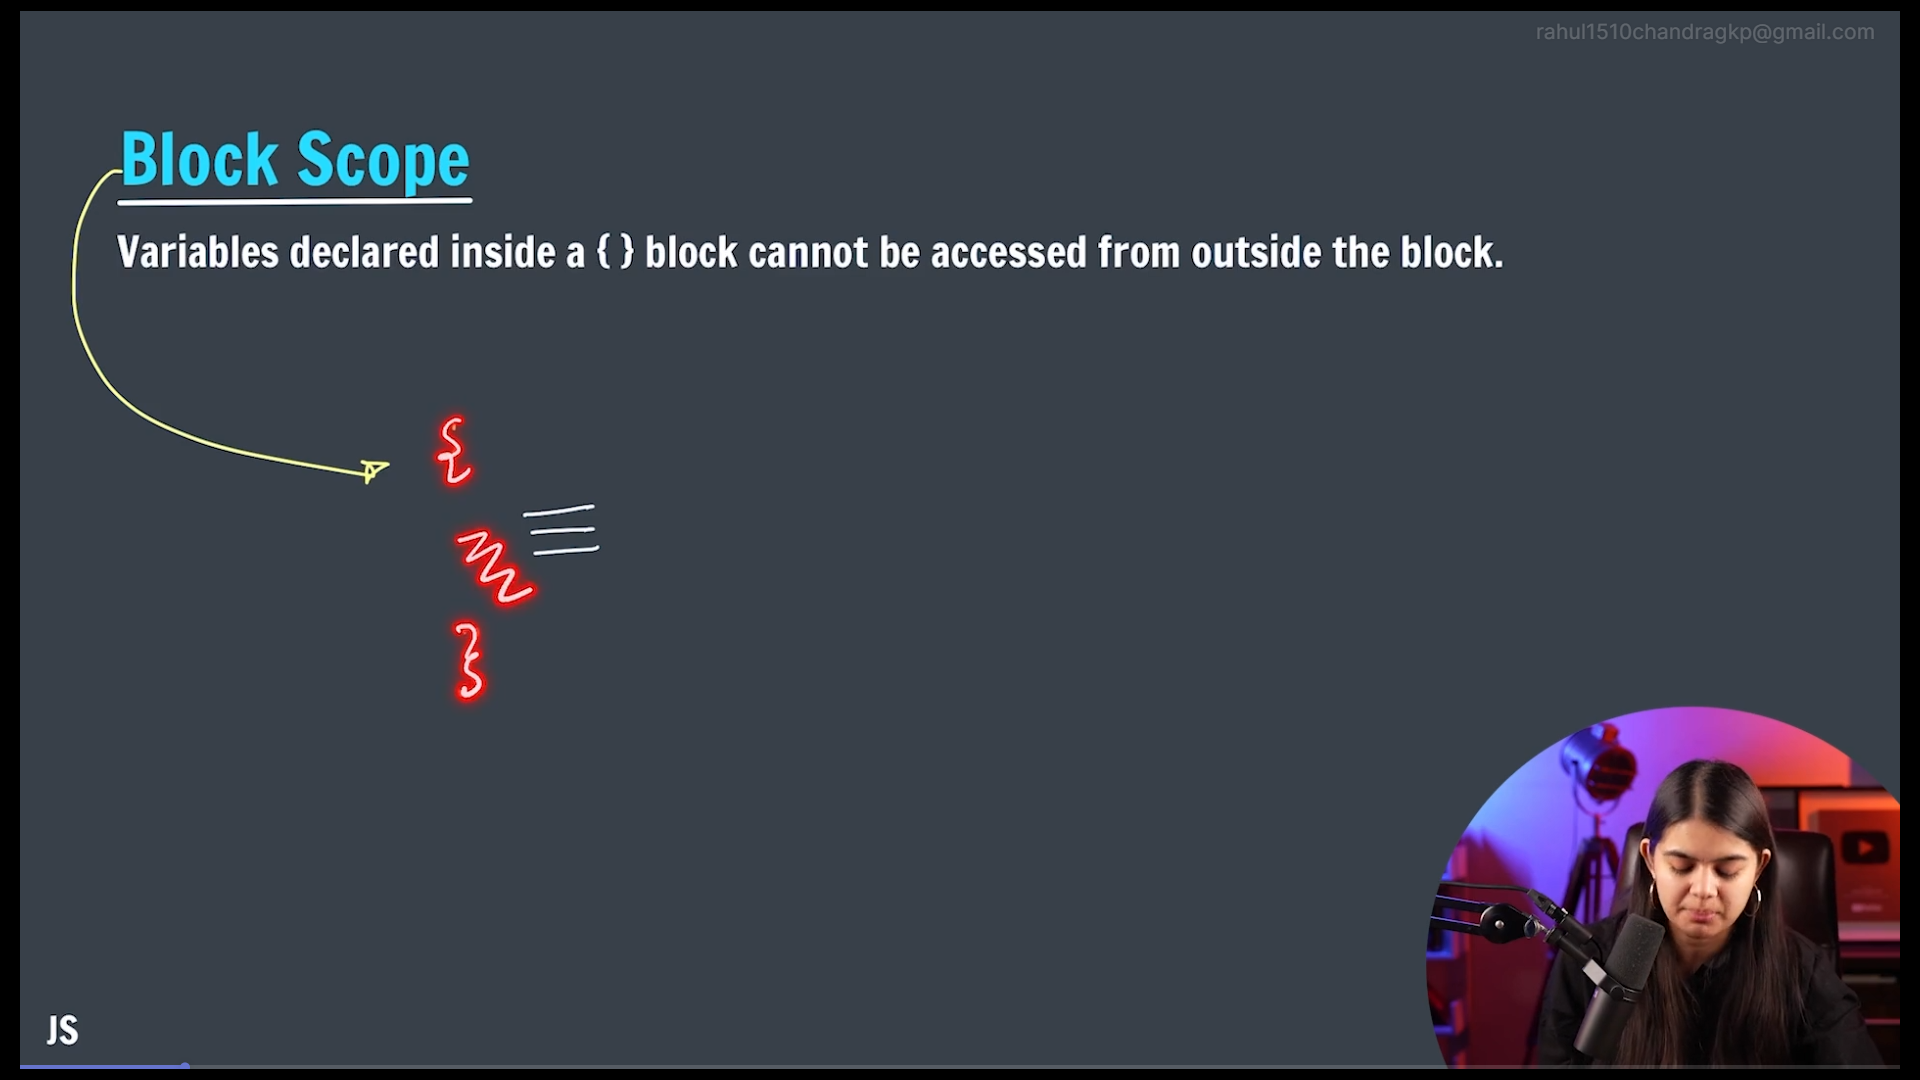 rahul1510chandragkp@gmail.com
Block Scope
Variables declared inside a { } block cannot be accessed from outside the block.
{
}
JS